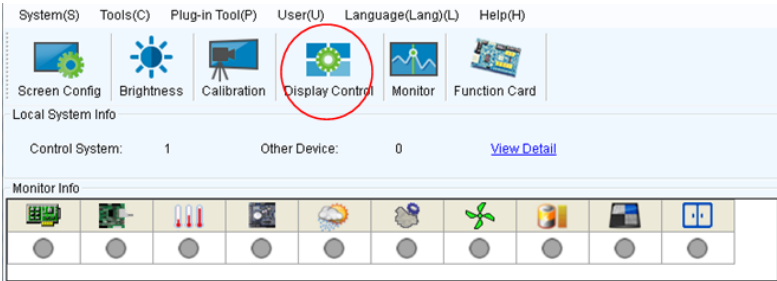 System(S) Tools(C) Plug-in Tool(P) User(U) Language(Lang)(L) Help(H)
Screen Config Brightness Calibration Display Control Monitor Function Card
Local System Info
Control System: 1 Other Device: 0 View Detail
Monitor Info